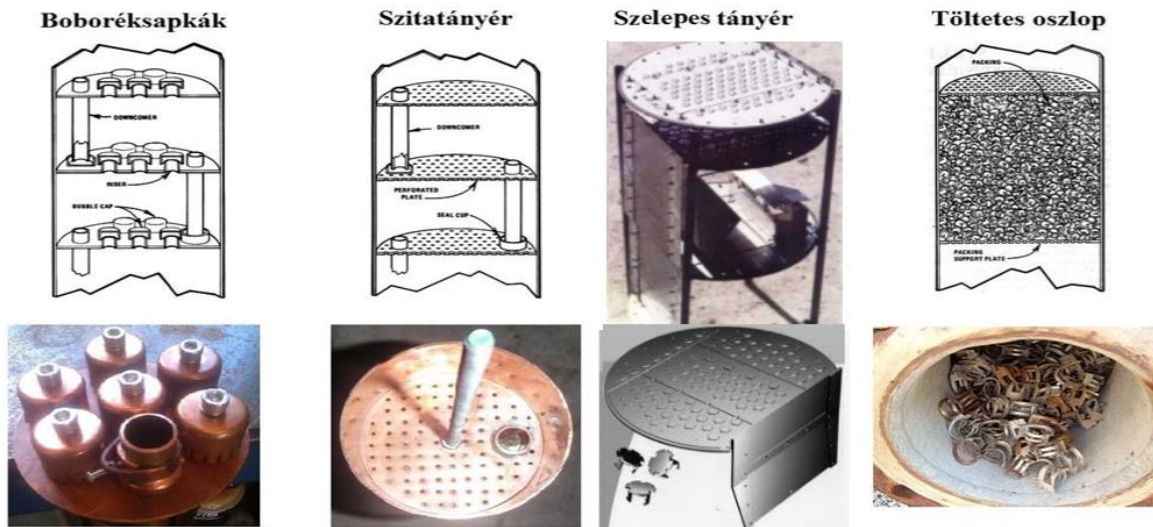 Boboréksapkák
Szitatányér
Szelepes tányér
Töltetes oszlop
DOWNCOMER
RISER
BUBBLE CAP
DOWNCOMER
PERFORATED
PLATE
SEAL CUP
PACKING
PACKING
SUPPORT PLATE